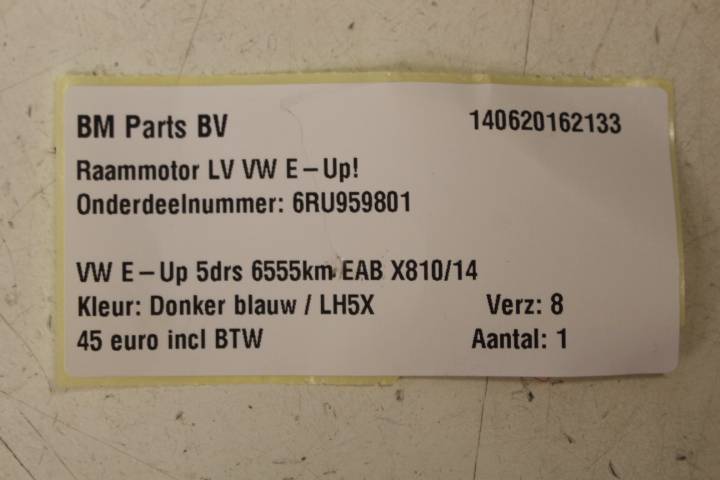 BM Parts BV 140620162133
Raammotor LV VW E-Up!
Onderdeelnummer: 6RU959801
VW E-Up 5drs 6555km EAB X810/14
Kleur: Donker blauw / LH5X Verz: 8
45 euro incl BTW Aantal: 1